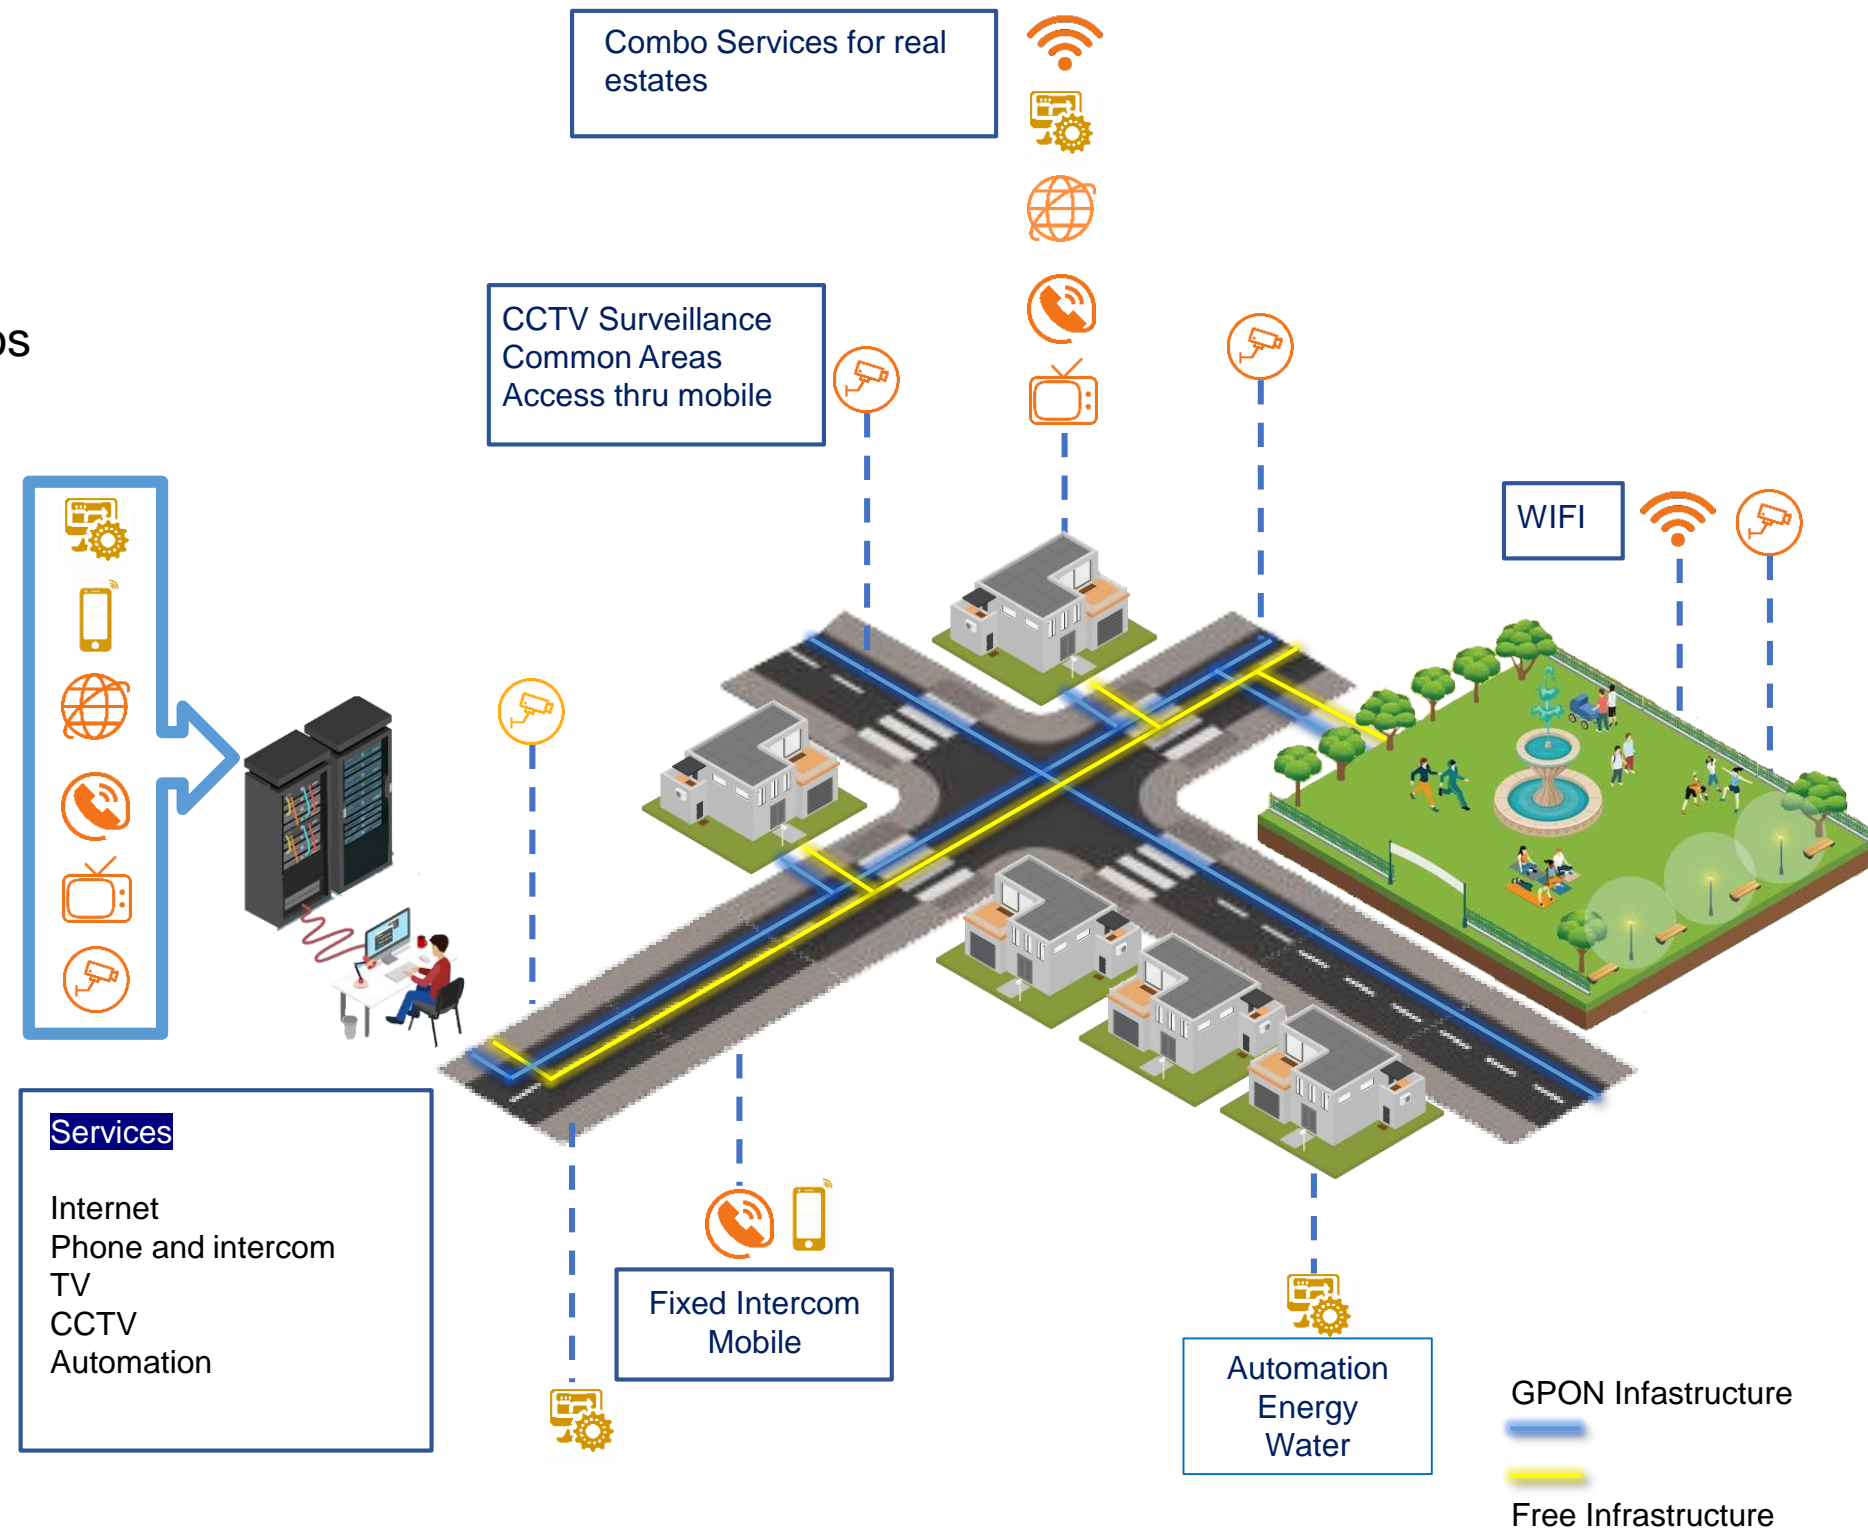 Combo Services for real
estates
CCTV Surveillance
Common Areas
Access thru mobile
WIFI
Services
Internet
Phone and intercom
TV
CCTV
Automation
Fixed Intercom
Mobile
Automation
Energy
Water
GPON Infastructure
Free Infrastructure